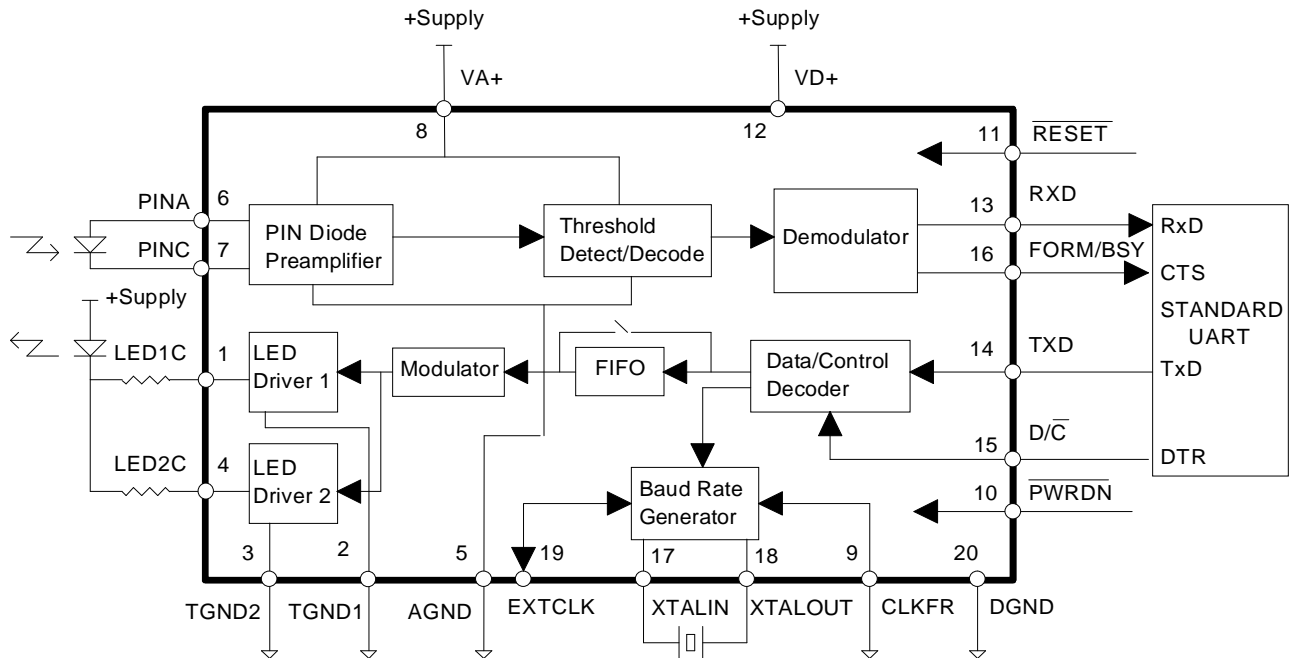 +Supply
+Supply
VA+
VD+
8
12
11
R̅E̅S̅E̅T̅
PINA
6
PINC
7
PIN Diode
Preamplifier
Threshold
Detect/Decode
Demodulator
13
RXD
16
FORM/BSY
RxD
CTS
STANDARD
UART
TxD
DTR
+Supply
LED1C
1
LED
Driver 1
Modulator
FIFO
Data/Control
Decoder
14
TXD
15
D/C̅
LED2C
4
LED
Driver 2
Baud Rate
Generator
10
P̅W̅R̅D̅N̅
3
2
5
19
17
18
9
20
TGND2
TGND1
AGND
EXTCLK
XTALIN
XTALOUT
CLKFR
DGND